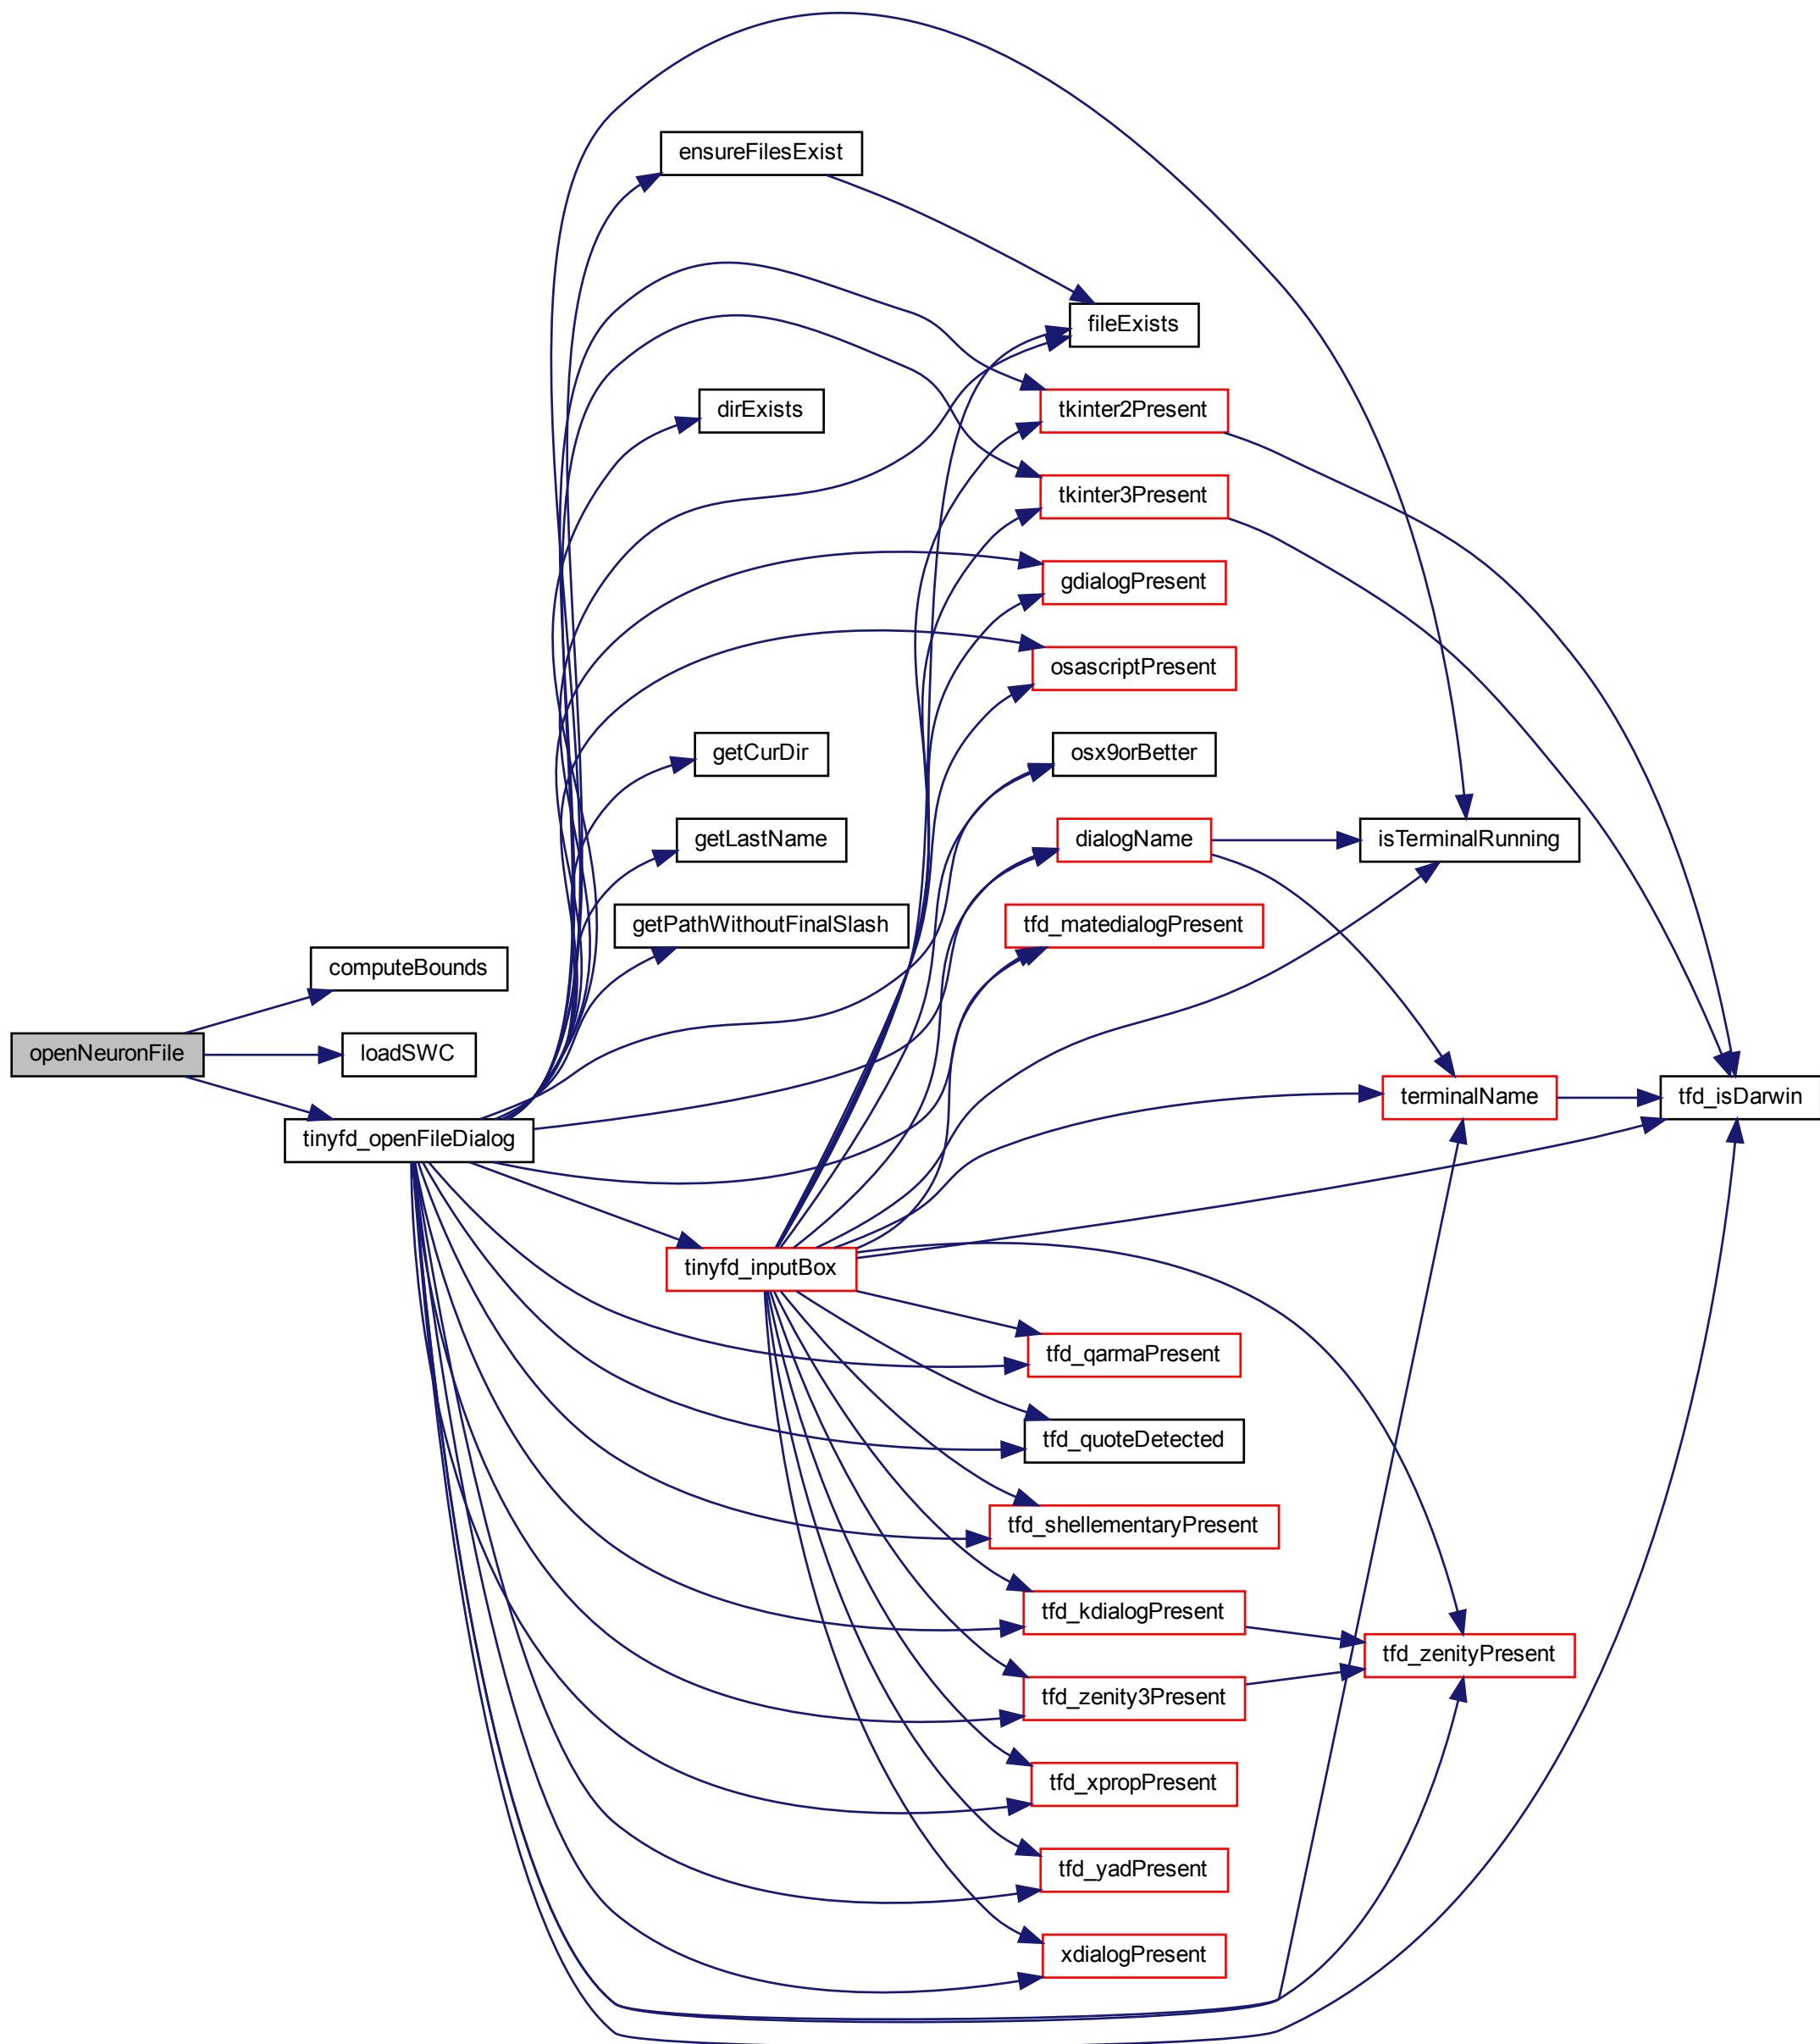 ensureFilesExist
fileExists
dirExists
tkinter2Present
tkinter3Present
gdialogPresent
osascriptPresent
getCurDir
osx9orBetter
getLastName
dialogName
isTerminalRunning
getPathWithoutFinalSlash
tfd_matedialogPresent
computeBounds
openNeuronFile
loadSWC
terminalName
tfd_isDarwin
tinyfd_openFileDialog
tinyfd_inputBox
tfd_qarmaPresent
tfd_quoteDetected
tfd_shellementaryPresent
tfd_kdialogPresent
tfd_zenityPresent
tfd_zenity3Present
tfd_xpropPresent
tfd_yadPresent
xdialogPresent